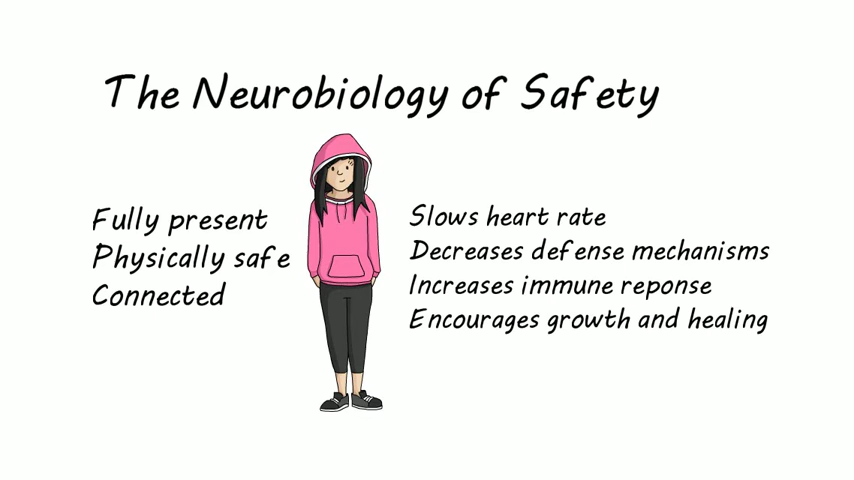 The Neurobiology of Safety
Fully present
Physically safe
Connected
Slows heart rate
Decreases defense mechanisms
Increases immune reponse
Encourages growth and healing